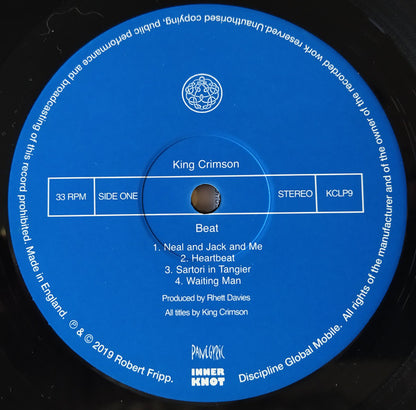 King Crimson
33 RPM
SIDE ONE
STEREO
KCLP9
Beat
1. Neal and Jack and Me
2. Heartbeat
3. Sartori in Tangier
4. Waiting Man
Produced by Rhett Davies
All titles by King Crimson
PANEGYRIC
INNER
KNOT
℗ & © 2019 Robert Fripp.
Discipline Global Mobile. All rights of the manufacturer and of the owner of the recorded work reserved.Unauthorised copying, public performance and broadcasting of this record prohibited. Made in England.